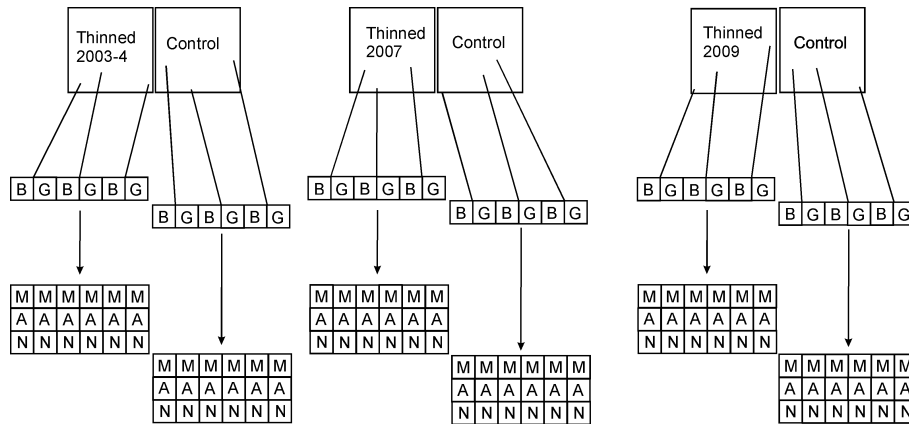 Thinned
2003-4
Control
Thinned
2007
Control
Thinned
2009
Control
B G B G B G
B G B G B G
B G B G B G
B G B G B G
B G B G B G
B G B G B G
M M M M M M
A A A A A A
N N N N N N
M M M M M M
A A A A A A
N N N N N N
M M M M M M
A A A A A A
N N N N N N
M M M M M M
A A A A A A
N N N N N N
M M M M M M
A A A A A A
N N N N N N
M M M M M M
A A A A A A
N N N N N N